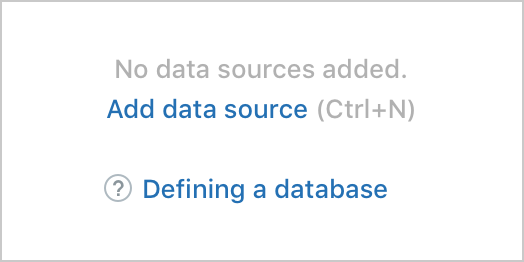 No data sources added.
Add data source (Ctrl+N)
? Defining a database